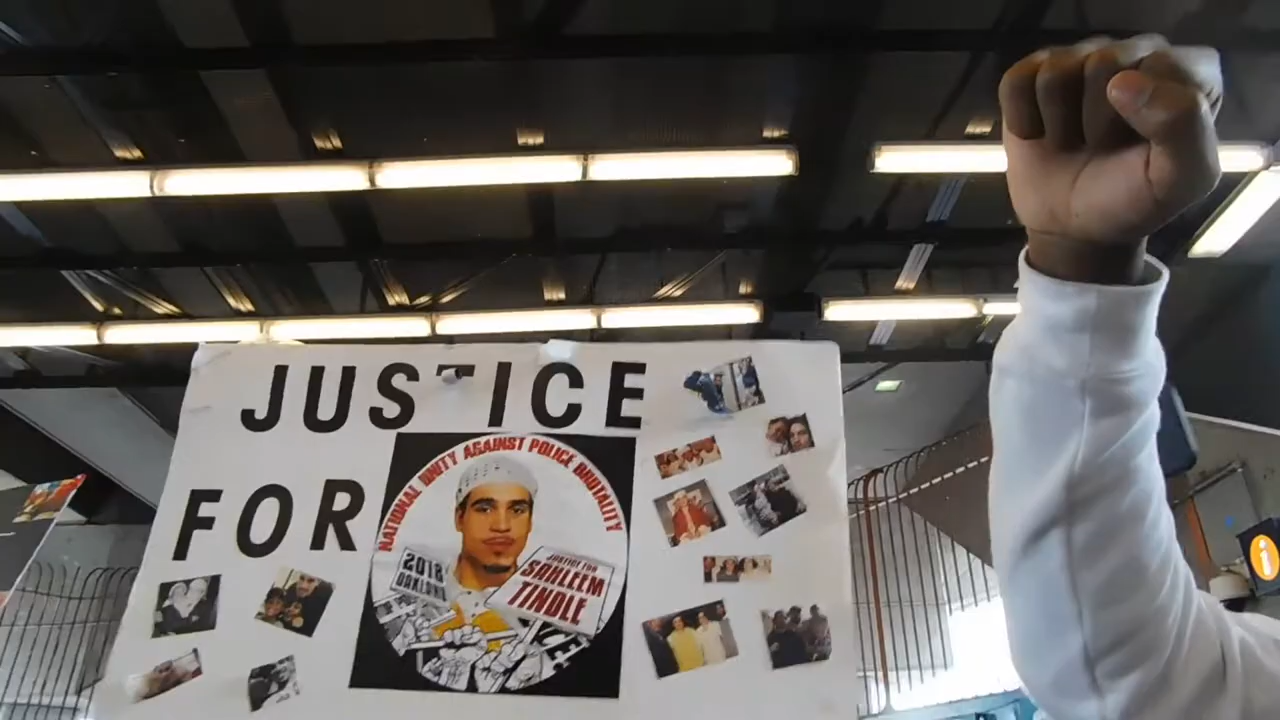 JUSTICE
FOR
NATIONAL UNITY AGAINST POLICE BRUTALITY
2018
OAKLAND
JUSTICE FOR
SAHLEEM
TINDLE
i